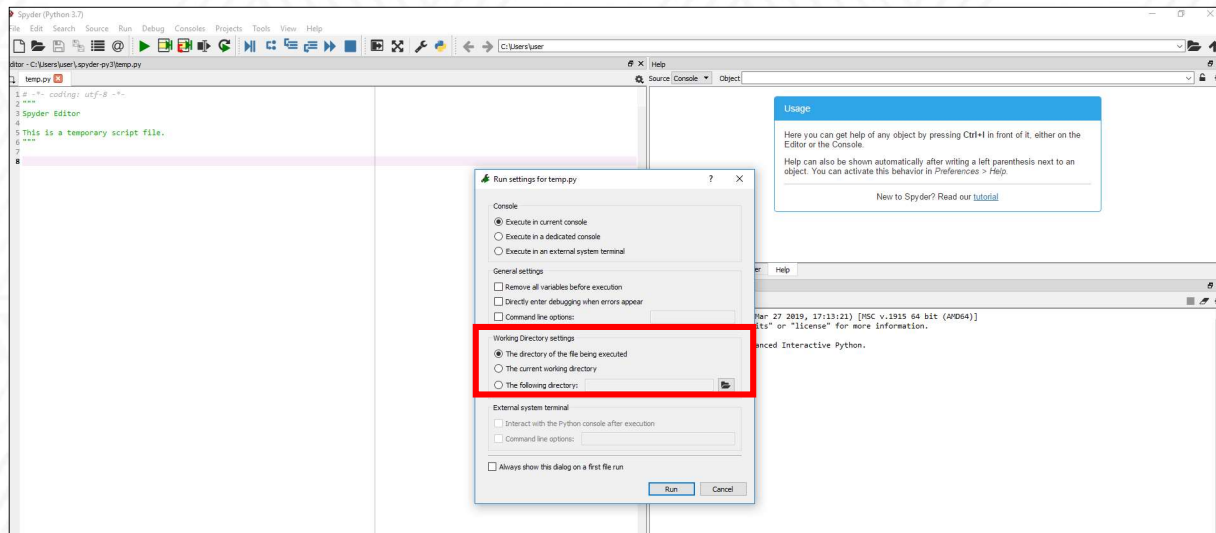 Spyder (Python 3.7)
File Edit Search Source Run Debug Consoles Projects Tools View Help
C:\Users\user
ditor - C:\Users\user\.spyder-py3\temp.py
temp.py
1 # -*- coding: utf-8 -*-
2 """
3 Spyder Editor
4
5 This is a temporary script file.
6 """
7
8
Help
Source Console Object
Usage
Here you can get help of any object by pressing Ctrl+I in front of it, either on the
Editor or the Console.
Help can also be shown automatically after writing a left parenthesis next to an
object. You can activate this behavior in Preferences > Help.
New to Spyder? Read our tutorial
er Help
Mar 27 2019, 17:13:21) [MSC v.1915 64 bit (AMD64)]
its" or "license" for more information.
anced Interactive Python.
Run settings for temp.py ? X
Console
Execute in current console
Execute in a dedicated console
Execute in an external system terminal
General settings
Remove all variables before execution
Directly enter debugging when errors appear
Command line options:
Working Directory settings
The directory of the file being executed
The current working directory
The following directory:
External system terminal
Interact with the Python console after execution
Command line options:
Always show this dialog on a first file run
Run Cancel